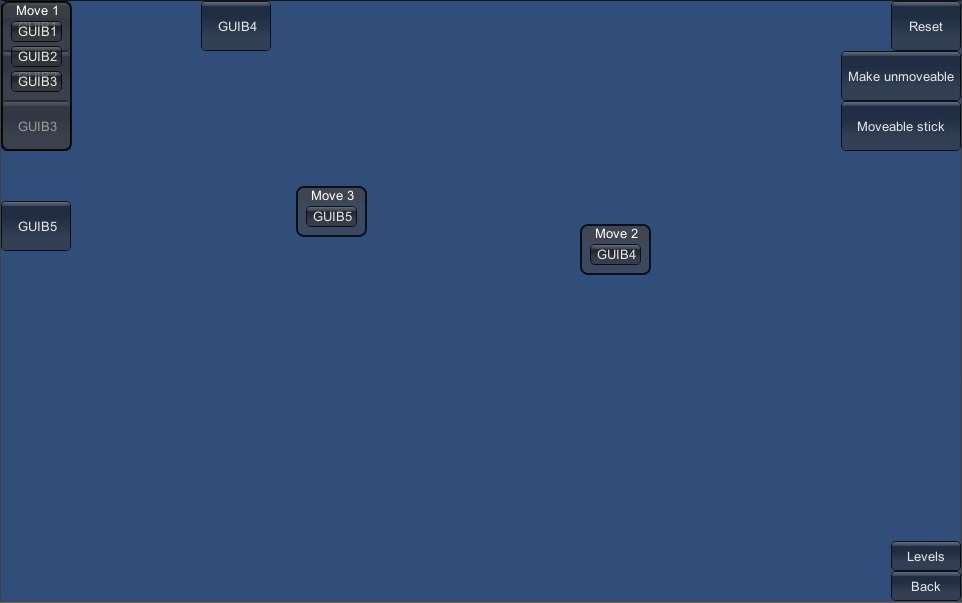 Move 1
GUIB1
GUIB2
GUIB3
GUIB3
GUIB4
Reset
Make unmoveable
Moveable stick
GUIB5
Move 3
GUIB5
Move 2
GUIB4
Levels
Back